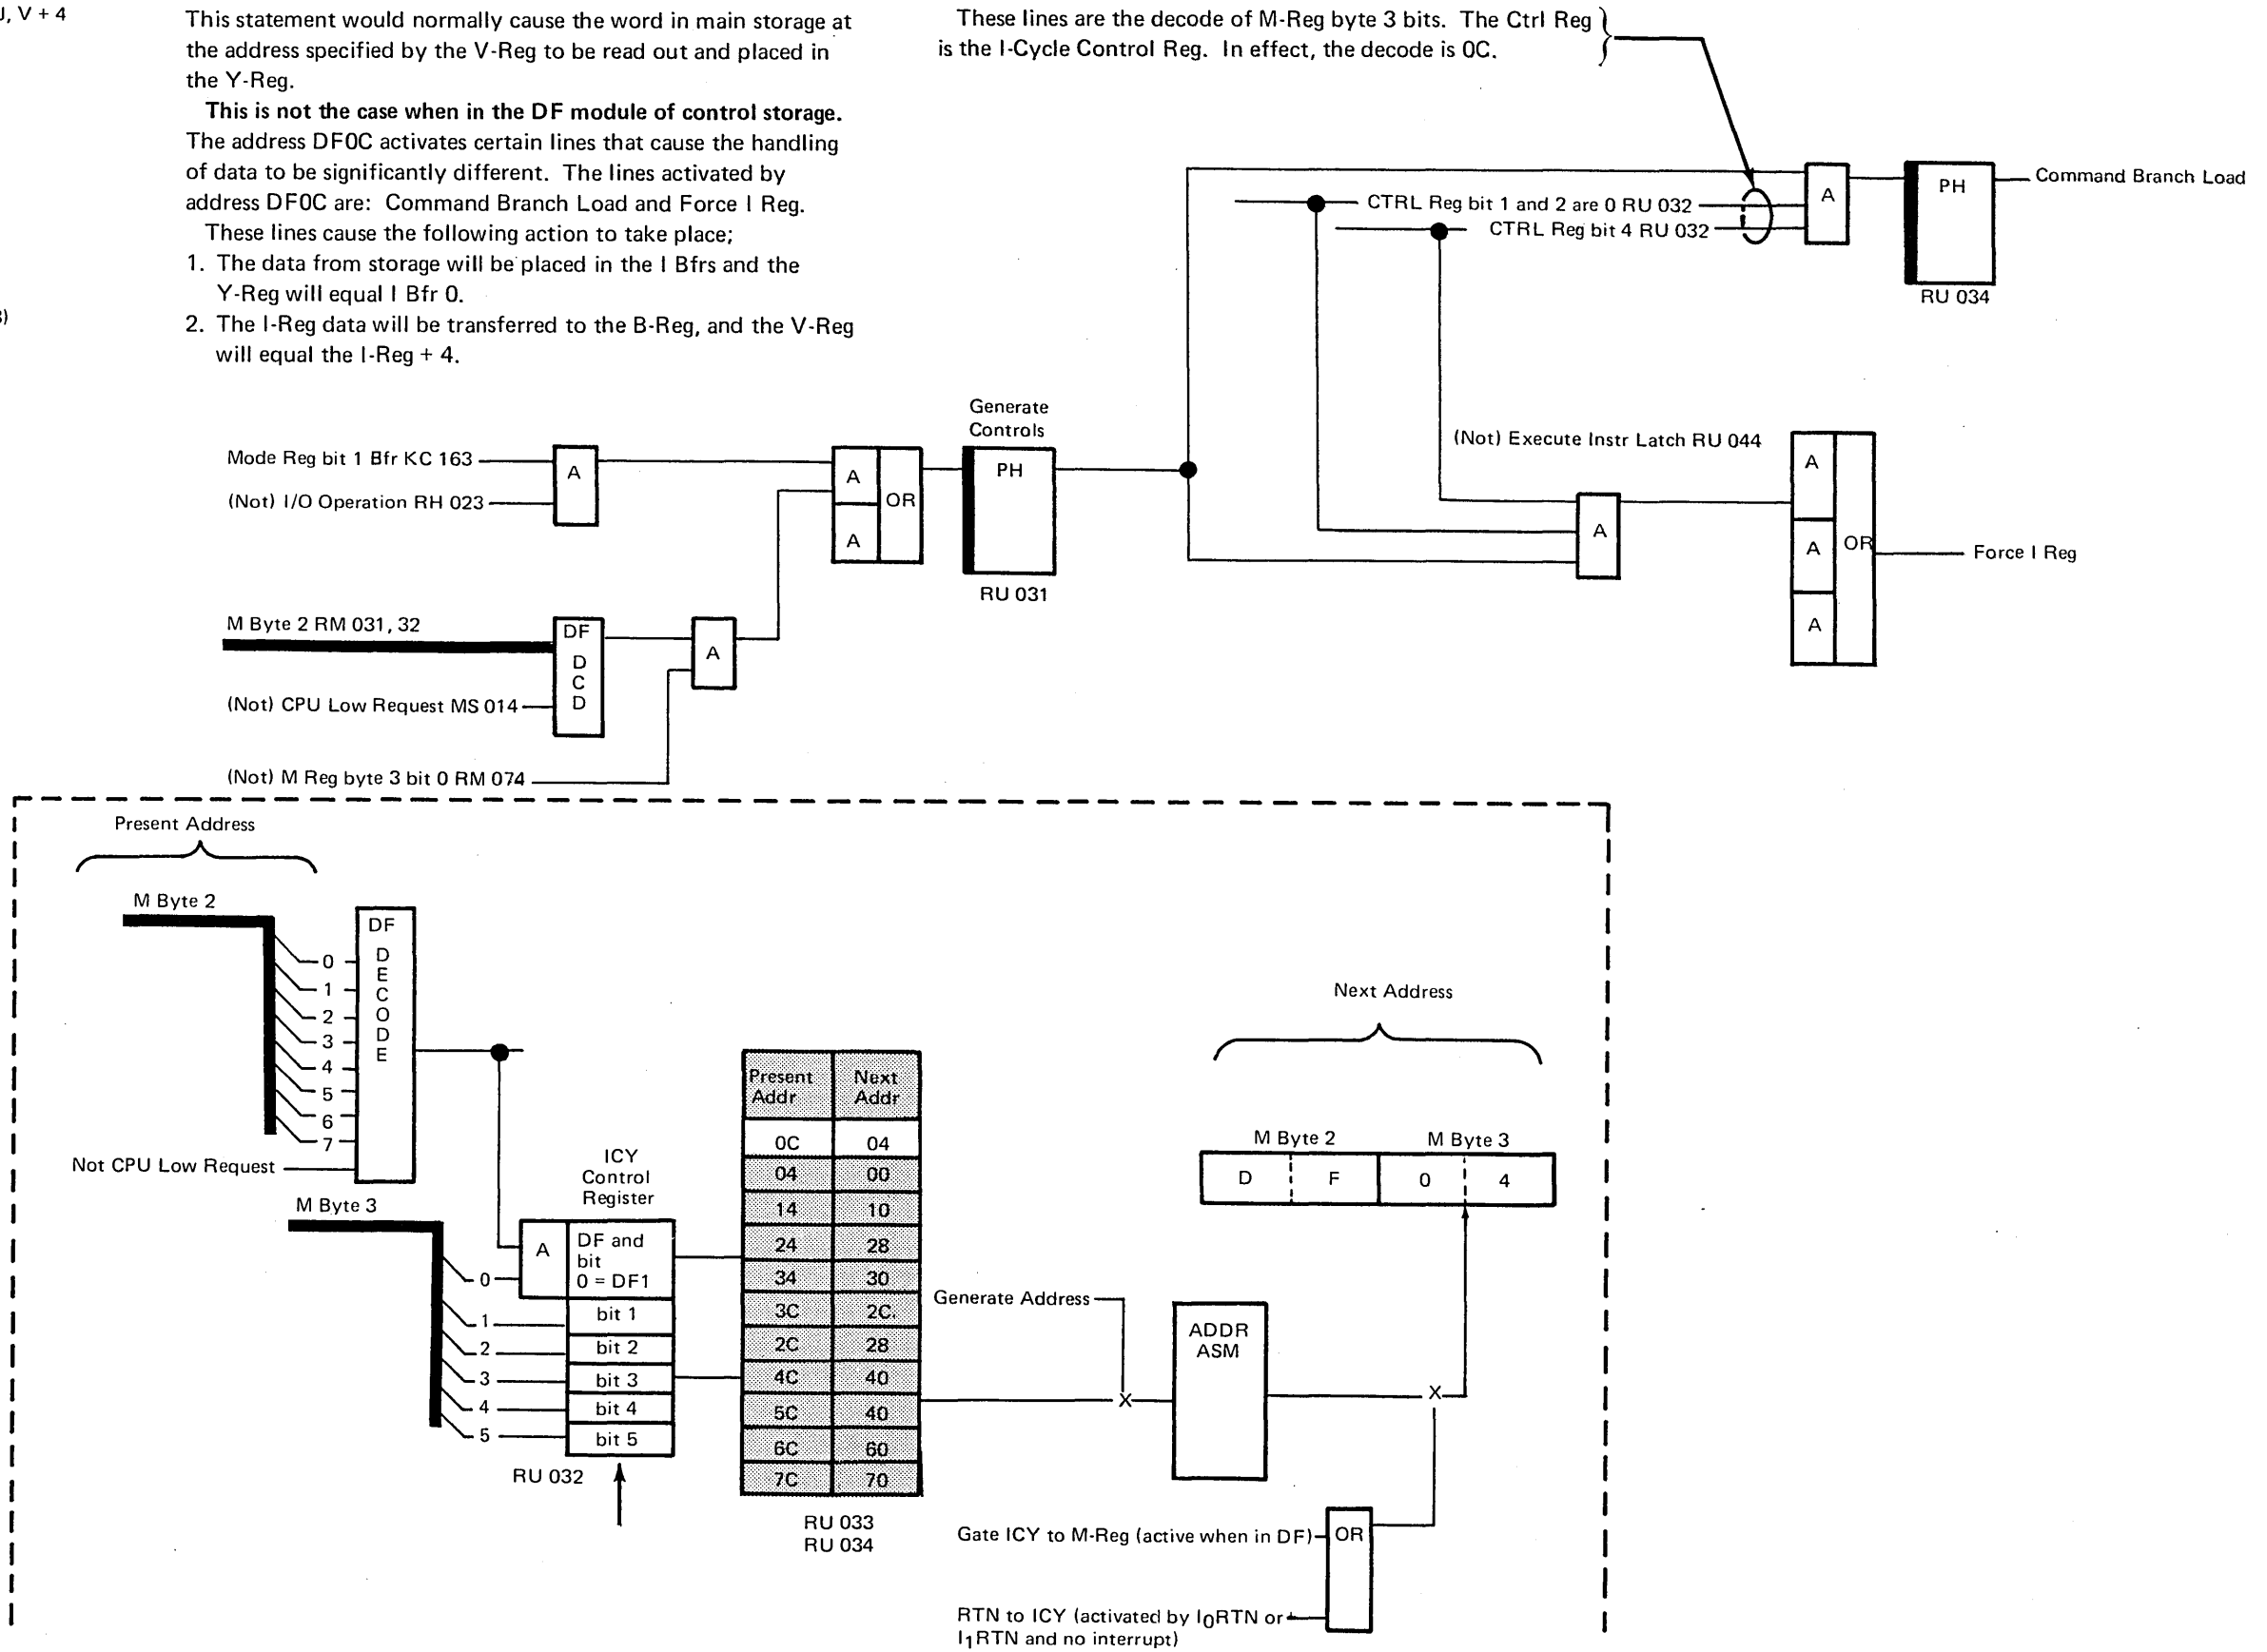 J, V + 4
This statement would normally cause the word in main storage at
the address specified by the V-Reg to be read out and placed in
the Y-Reg.
This is not the case when in the DF module of control storage.
The address DF0C activates certain lines that cause the handling
of data to be significantly different. The lines activated by
address DF0C are: Command Branch Load and Force I Reg.
These lines cause the following action to take place;
1. The data from storage will be placed in the I Bfrs and the
Y-Reg will equal I Bfr 0.
2. The I-Reg data will be transferred to the B-Reg, and the V-Reg
will equal the I-Reg + 4.
)
These lines are the decode of M-Reg byte 3 bits. The Ctrl Reg
is the I-Cycle Control Reg. In effect, the decode is 0C.
CTRL Reg bit 1 and 2 are 0 RU 032
CTRL Reg bit 4 RU 032
A
PH
Command Branch Load
RU 034
Generate
Controls
Mode Reg bit 1 Bfr KC 163
(Not) I/O Operation RH 023
A
A
OR
A
PH
RU 031
(Not) Execute Instr Latch RU 044
A
A
A
OR
A
Force I Reg
M Byte 2 RM 031, 32
DF
D
C
D
A
(Not) CPU Low Request MS 014
(Not) M Reg byte 3 bit 0 RM 074
Present Address
M Byte 2
0
1
2
3
4
5
6
7
DF
D
E
C
O
D
E
Not CPU Low Request
M Byte 3
0
1
2
3
4
5
ICY
Control
Register
A
DF and
bit
0 = DF1
bit 1
bit 2
bit 3
bit 4
bit 5
RU 032
Present Addr Next Addr
0C 04
04 00
14 10
24 28
34 30
3C 2C
2C 28
4C 40
5C 40
6C 60
7C 70
RU 033
RU 034
Generate Address
X
ADDR
ASM
X
Next Address
M Byte 2 M Byte 3
D F 0 4
Gate ICY to M-Reg (active when in DF)
OR
RTN to ICY (activated by I0RTN or
I1RTN and no interrupt)